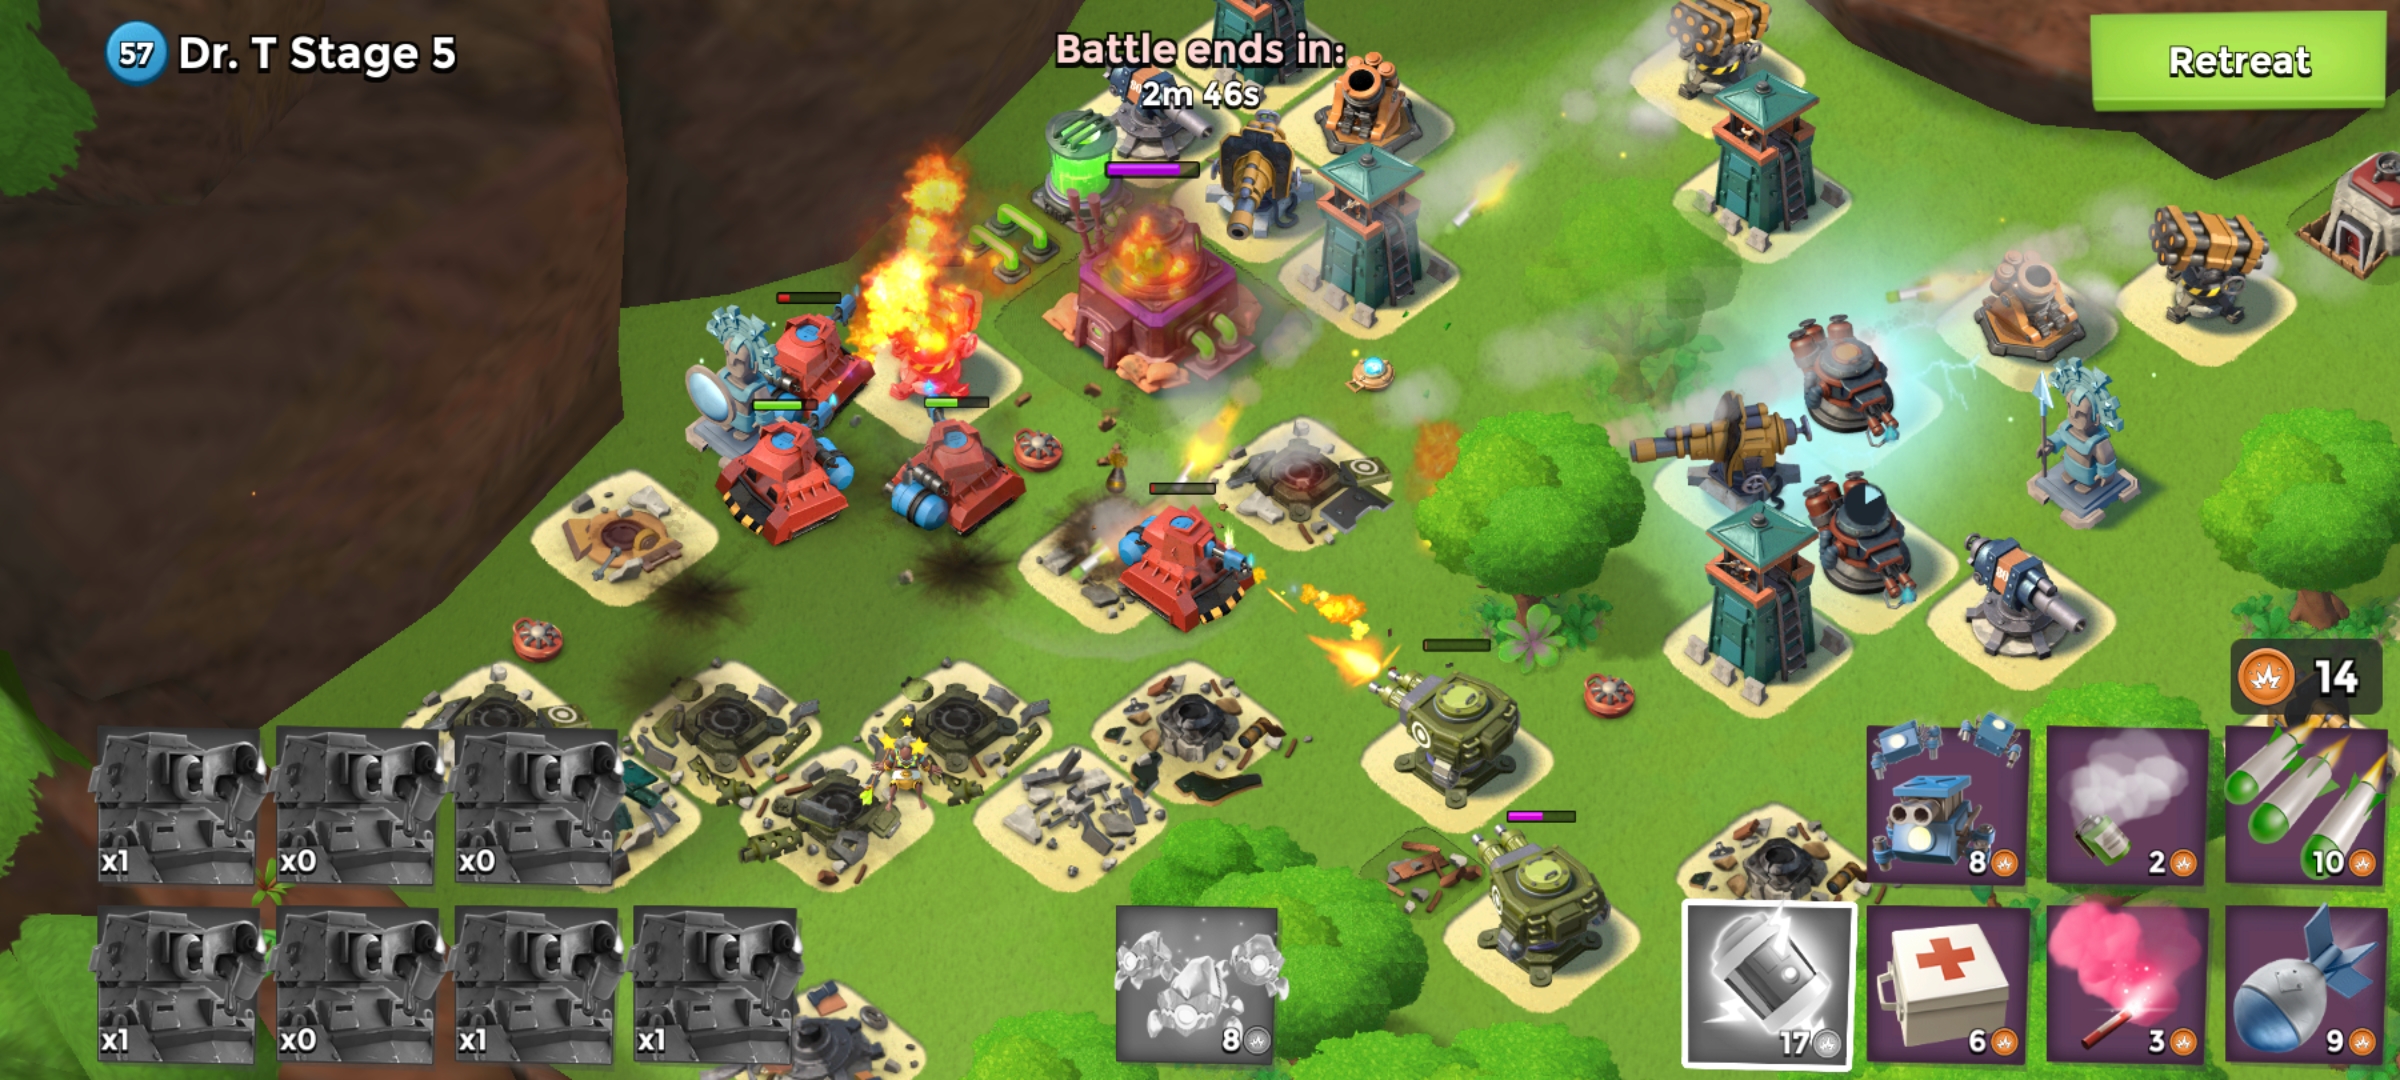 57 Dr. T Stage 5
Battle ends in:
2m 46s
Retreat
14
x1
x0
x0
8
2
10
x1
x0
x1
x1
8
17
6
3
9